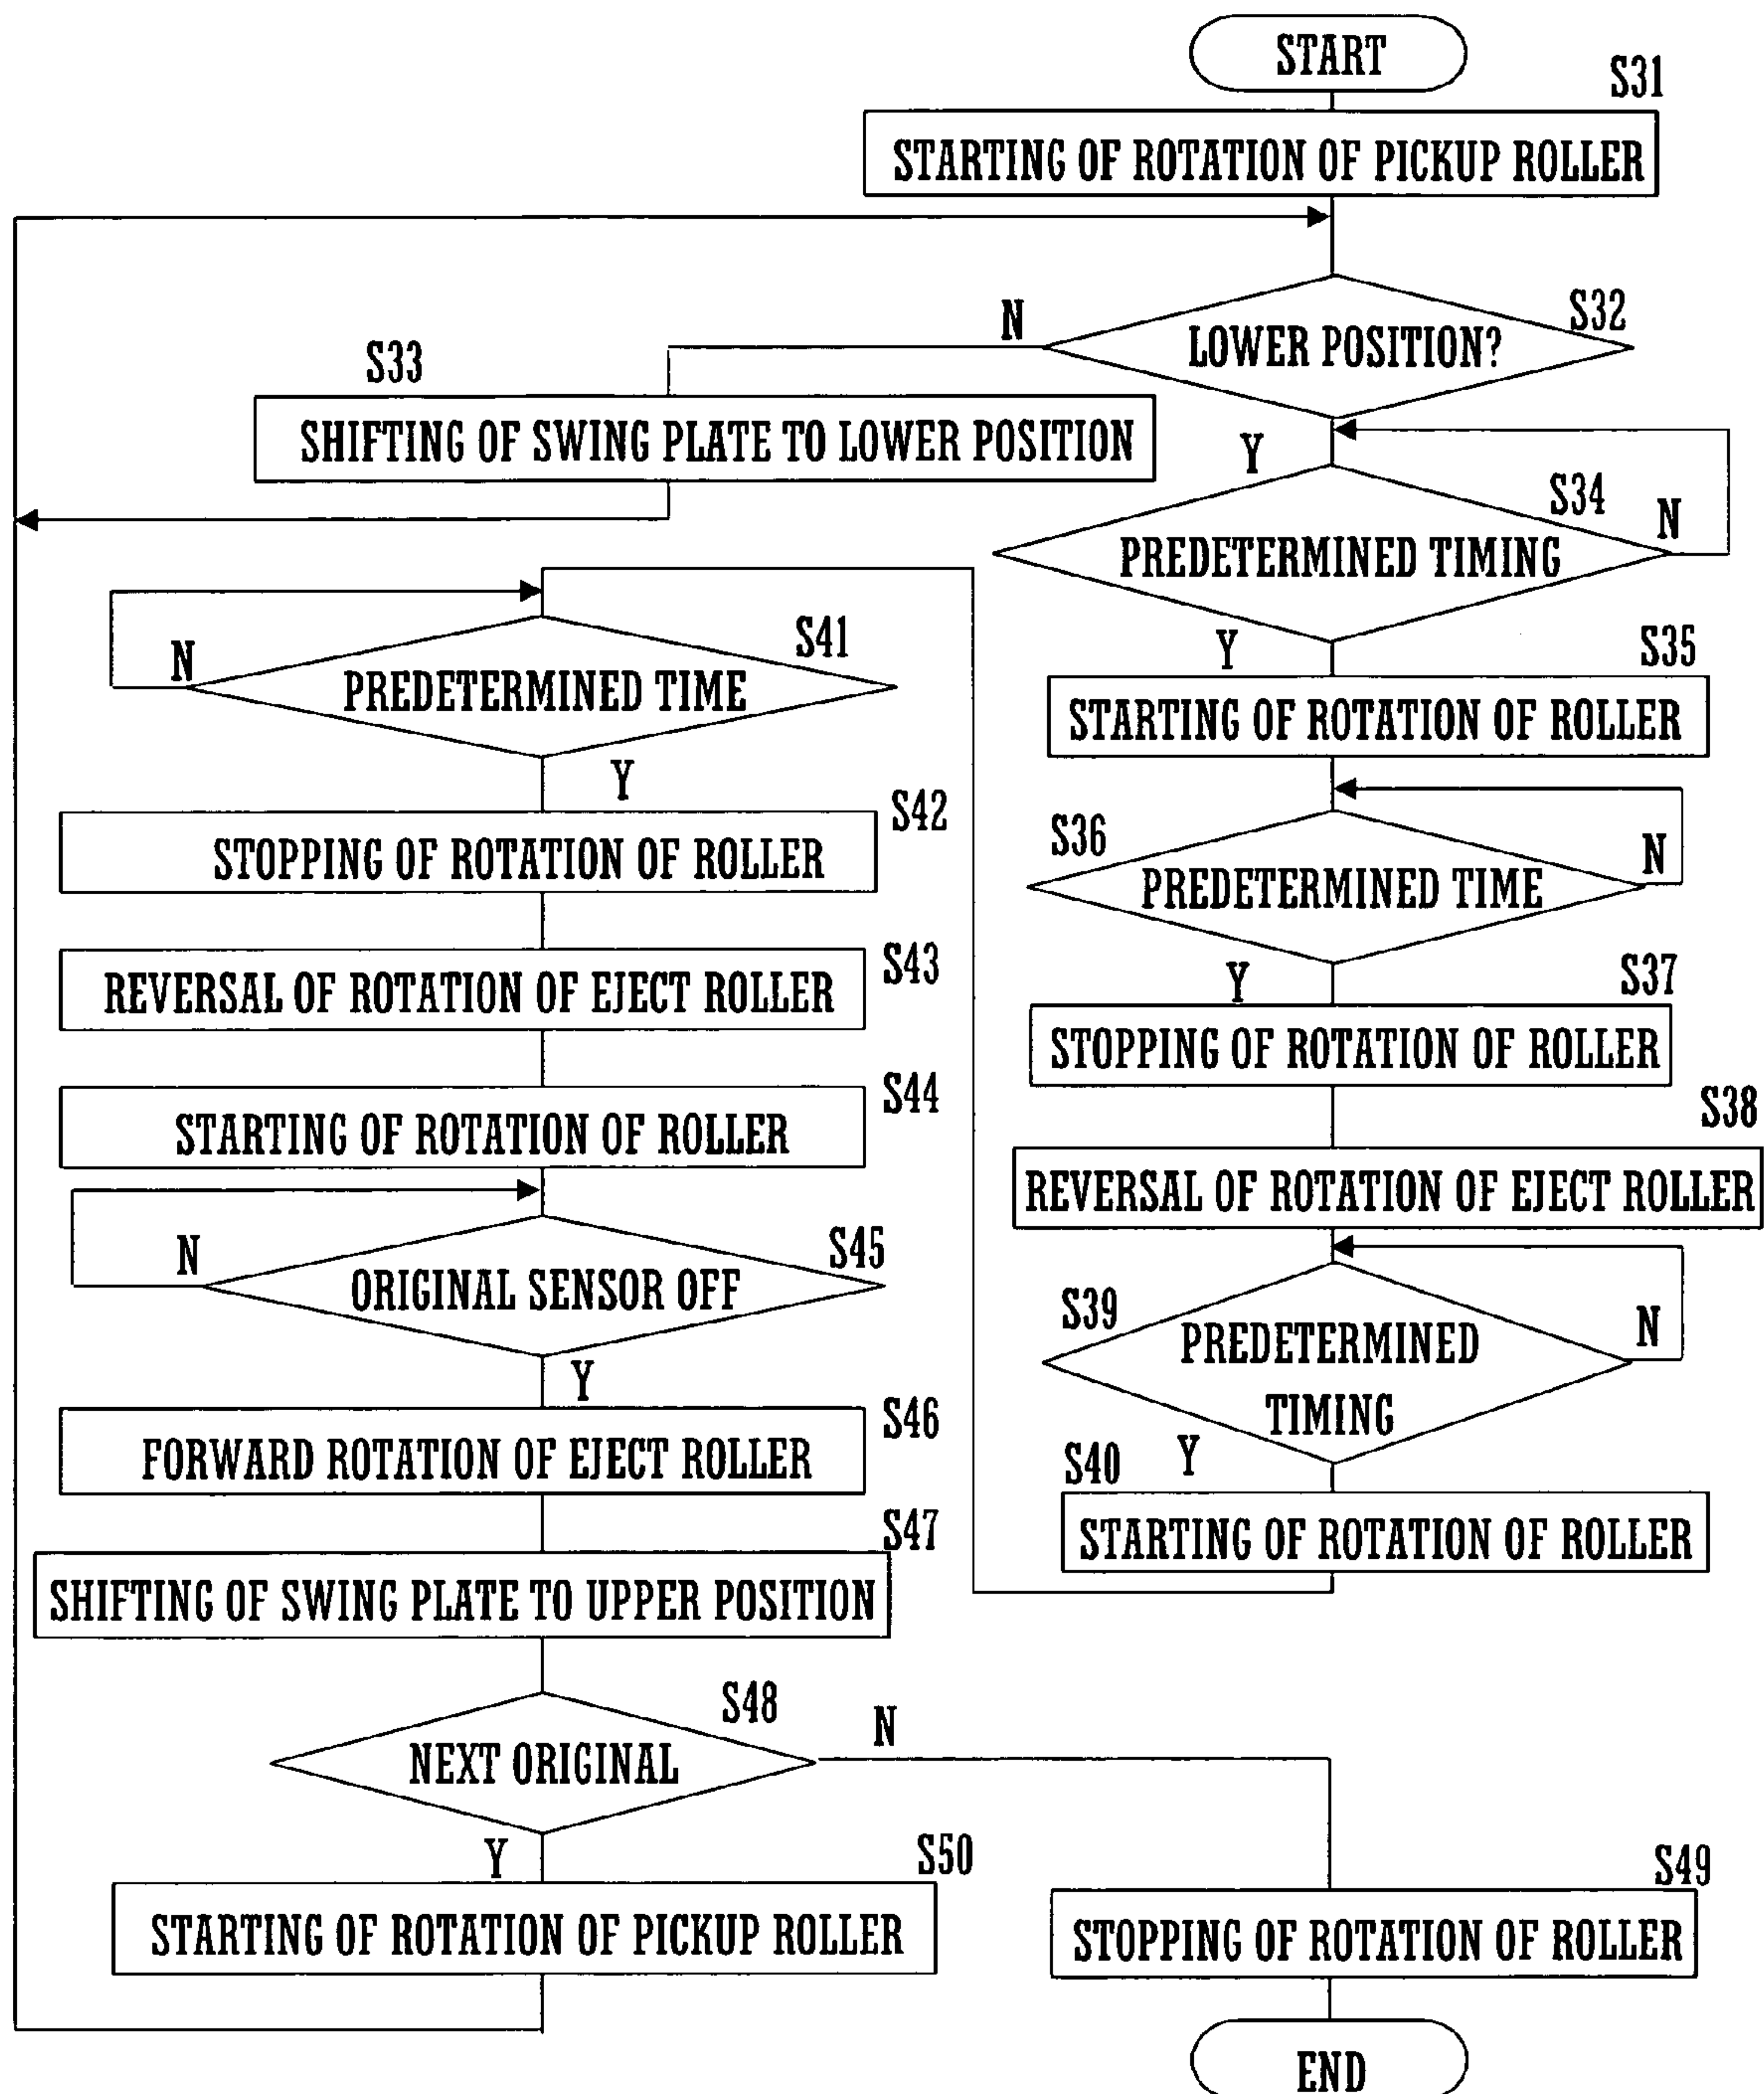 START
S31
STARTING OF ROTATION OF PICKUP ROLLER
S32
LOWER POSITION?
N
Y
S33
SHIFTING OF SWING PLATE TO LOWER POSITION
S34
PREDETERMINED TIMING
N
Y
S35
STARTING OF ROTATION OF ROLLER
S36
PREDETERMINED TIME
N
Y
S37
STOPPING OF ROTATION OF ROLLER
S38
REVERSAL OF ROTATION OF EJECT ROLLER
S39
PREDETERMINED
TIMING
N
Y
S40
STARTING OF ROTATION OF ROLLER
S41
PREDETERMINED TIME
N
Y
S42
STOPPING OF ROTATION OF ROLLER
S43
REVERSAL OF ROTATION OF EJECT ROLLER
S44
STARTING OF ROTATION OF ROLLER
S45
ORIGINAL SENSOR OFF
N
Y
S46
FORWARD ROTATION OF EJECT ROLLER
S47
SHIFTING OF SWING PLATE TO UPPER POSITION
S48
NEXT ORIGINAL
N
Y
S50
STARTING OF ROTATION OF PICKUP ROLLER
S49
STOPPING OF ROTATION OF ROLLER
END